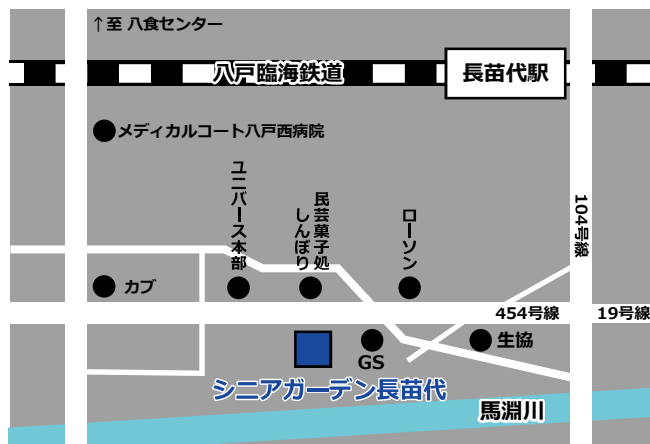 ↑至 八食センター
八戸臨海鉄道
長苗代駅
メディカルコート八戸西病院
ユニバース本部
民芸菓子処
しんぼり
ローソン
104号線
カブ
454号線
19号線
GS
生協
シニアガーデン長苗代
馬淵川